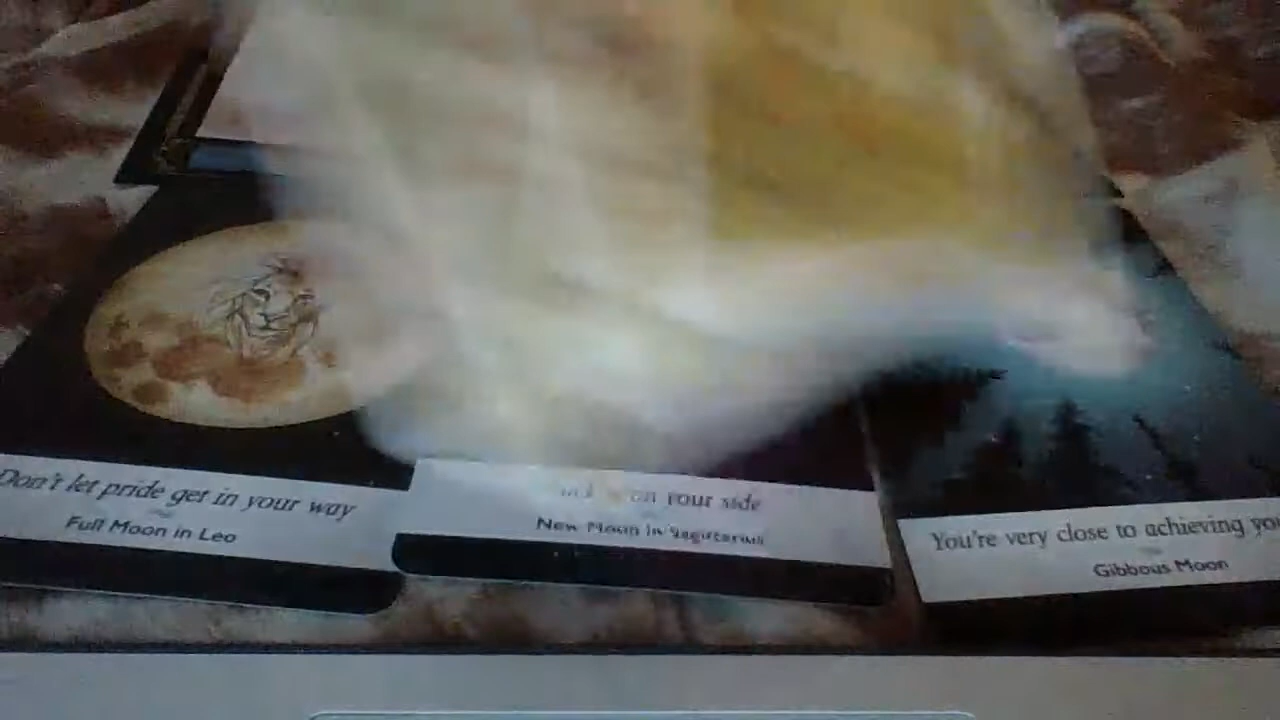 Don't let pride get in your way
Full Moon in Leo
on Your side
New Moon in Sagittarius
You're very close to achieving
Gibbous Moon